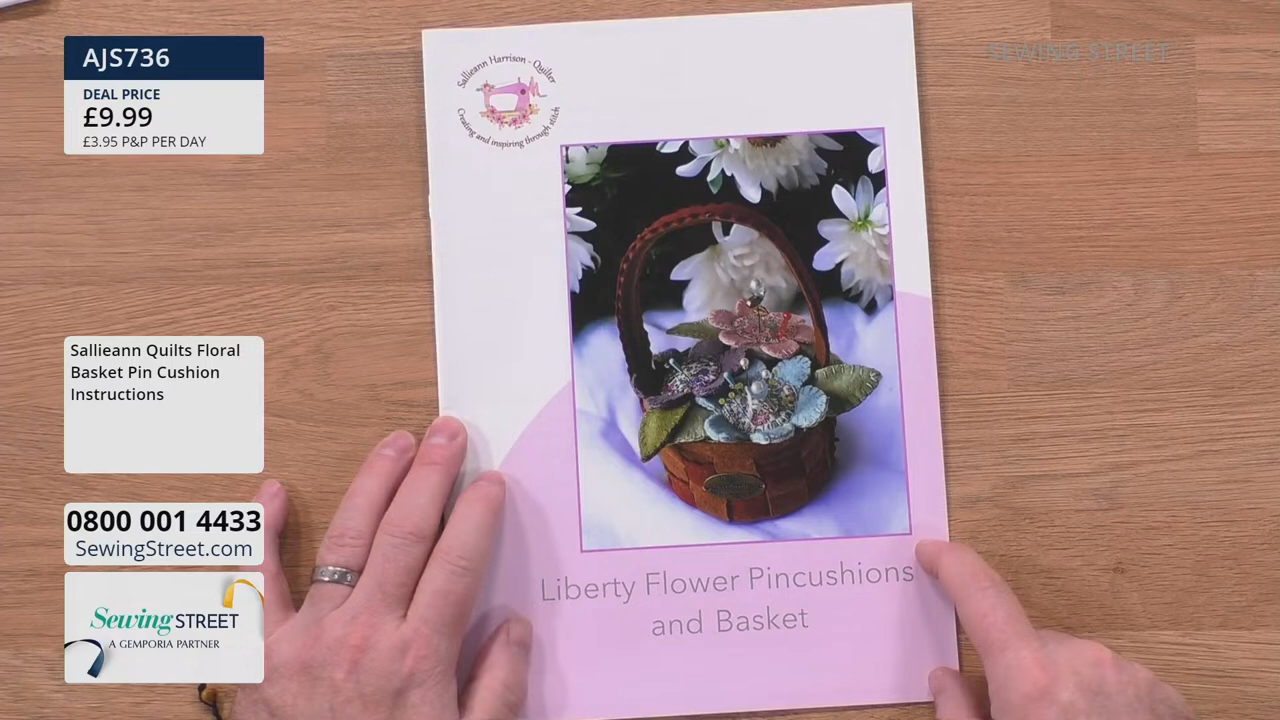 AJS736
DEAL PRICE
£9.99
£3.95 P&P PER DAY
SEWING STREET
Sallieann Harrison - Quilter
Creating and inspiring through stitch
Sallieann Quilts Floral
Basket Pin Cushion
Instructions
Liberty Flower Pincushions
and Basket
0800 001 4433
SewingStreet.com
Sewing STREET
A GEMPORIA PARTNER